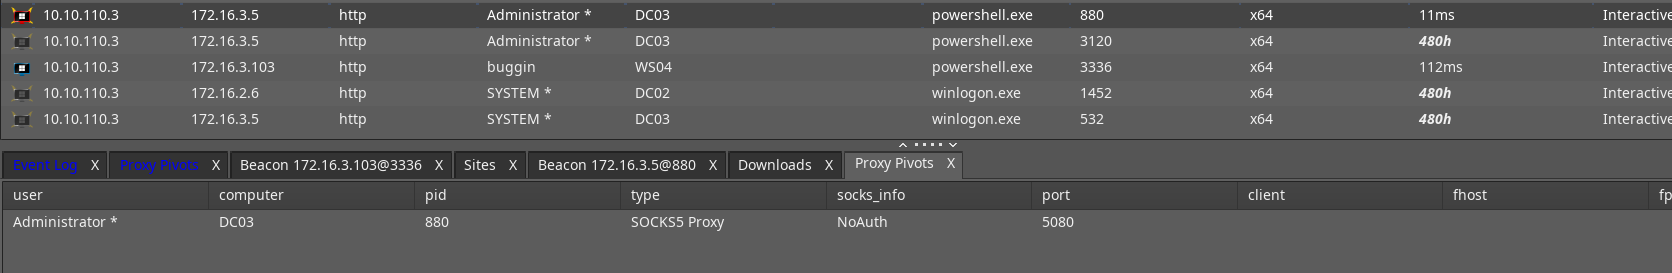 10.10.110.3 172.16.3.5 http Administrator * DC03 powershell.exe 880 x64 11ms Interactive
10.10.110.3 172.16.3.5 http Administrator * DC03 powershell.exe 3120 x64 480h Interactive
10.10.110.3 172.16.3.103 http buggin WS04 powershell.exe 3336 x64 112ms Interactive
10.10.110.3 172.16.2.6 http SYSTEM * DC02 winlogon.exe 1452 x64 480h Interactive
10.10.110.3 172.16.3.5 http SYSTEM * DC03 winlogon.exe 532 x64 480h Interactive
Event Log X Proxy Pivots X Beacon 172.16.3.103@3336 X Sites X Beacon 172.16.3.5@880 X Downloads X Proxy Pivots X
user computer pid type socks_info port client fhost fp
Administrator * DC03 880 SOCKS5 Proxy NoAuth 5080